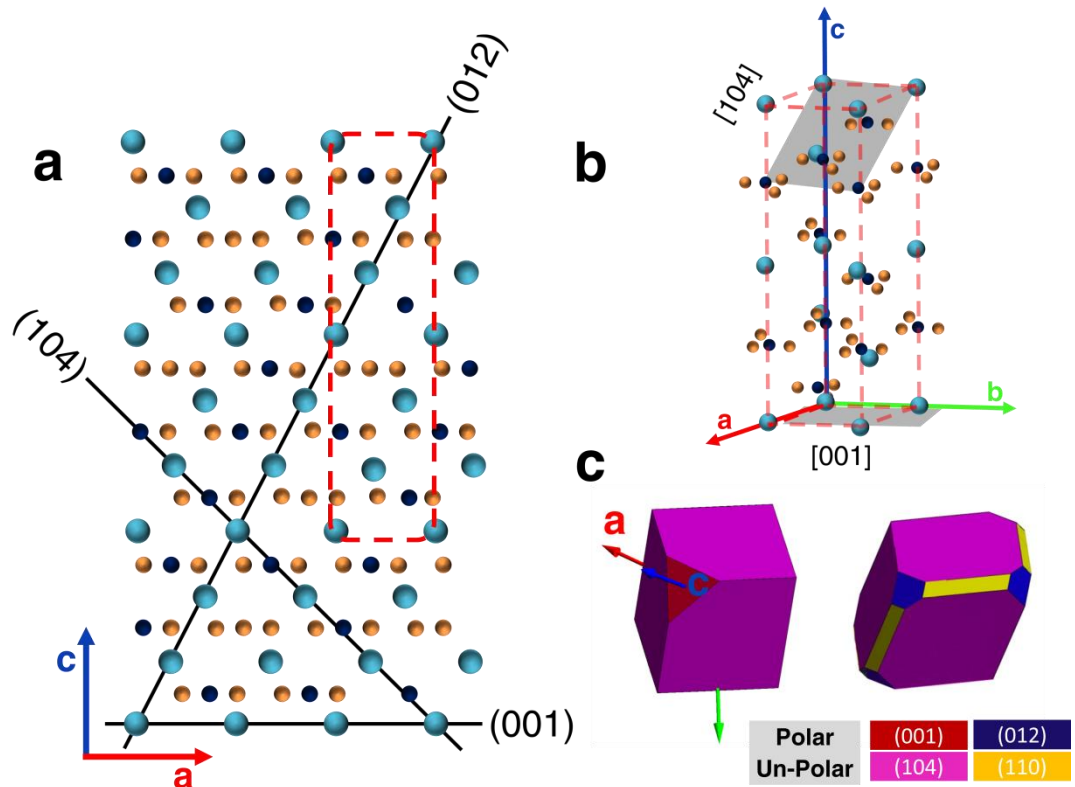 a
(012)
(104)
(001)
c
a
b
c
[104]
a
b
[001]
c
a
c
Polar
(001)
(012)
Un-Polar
(104)
(110)